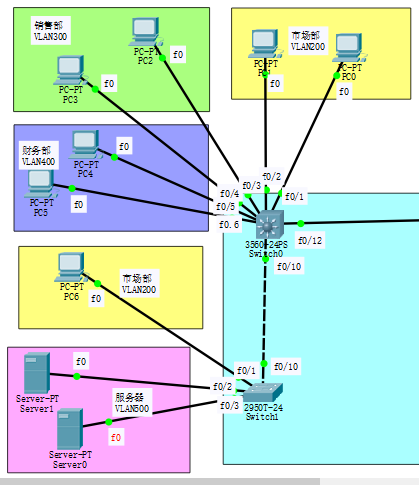 销售部
VLAN300
PC-PT
PC2
f0
PC-PT
PC3
f0
市场部
VLAN200
PC-PT
PC-PT
PC0
f0
财务部
VLAN400
PC-PT
PC4
f0
PC-PT
PC5
f0
f0/2
f0/3
f0/1
f0/4
f0/5
f0.6
3560-24PS
Switch0
f0/12
f0/10
市场部
VLAN200
PC-PT
PC6
f0
f0/10
f0/1
f0/2
f0/3
2950T-24
Switch1
服务器
VLAN500
f0
Server-PT
Server1
f0
Server-PT
Server0